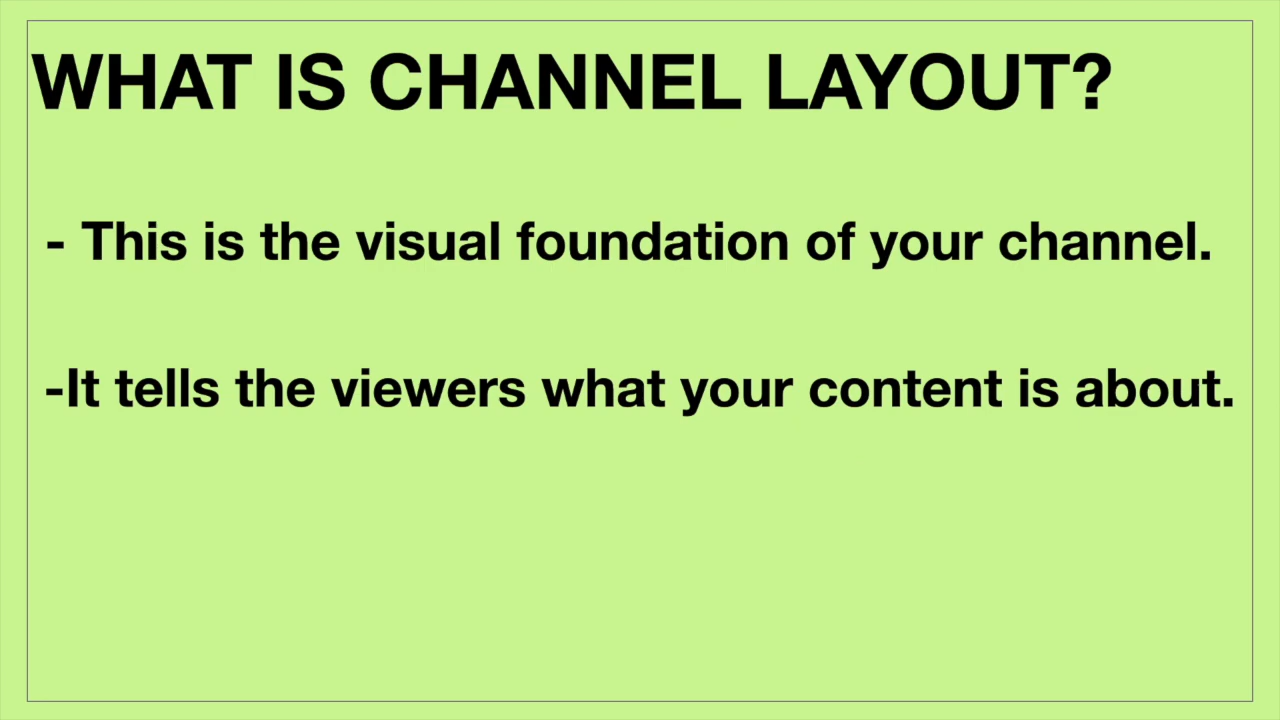 WHAT IS CHANNEL LAYOUT?
- This is the visual foundation of your channel.
-It tells the viewers what your content is about.